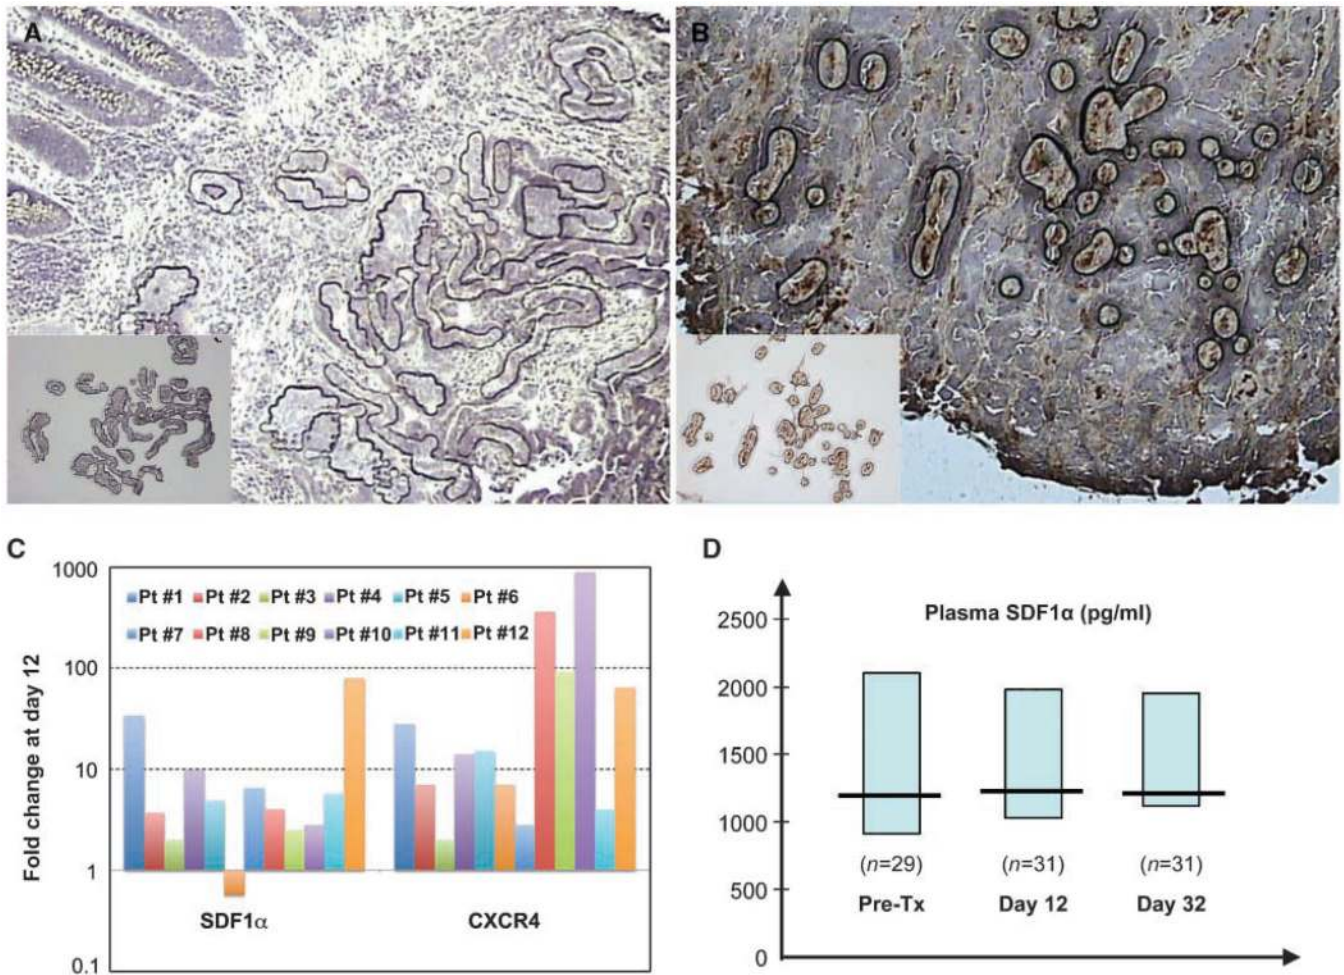 A
B
C
1000
100
10
1
0.1
Fold change at day 12
Pt #1 Pt #2 Pt #3 Pt #4 Pt #5 Pt #6
Pt #7 Pt #8 Pt #9 Pt #10 Pt #11 Pt #12
SDF1α CXCR4
D
Plasma SDF1α (pg/ml)
2500
2000
1500
1000
500
0
(n=29) (n=31) (n=31)
Pre-Tx Day 12 Day 32